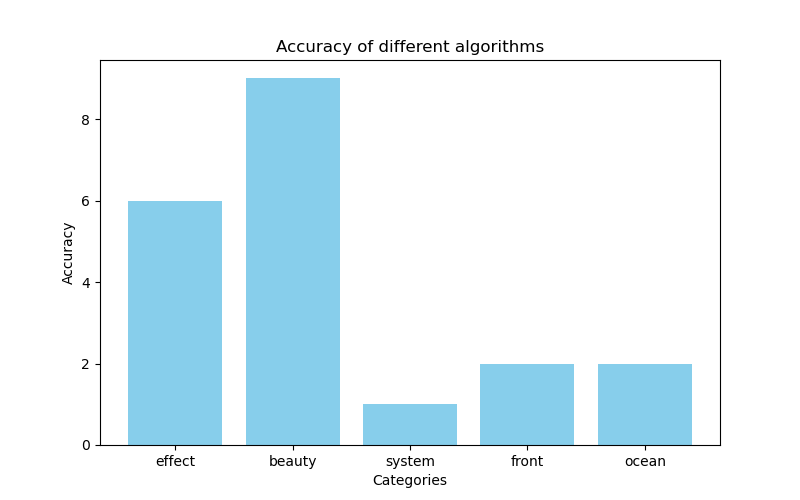 Accuracy of different algorithms
Accuracy
8
6
4
2
0
effect beauty system front ocean
Categories